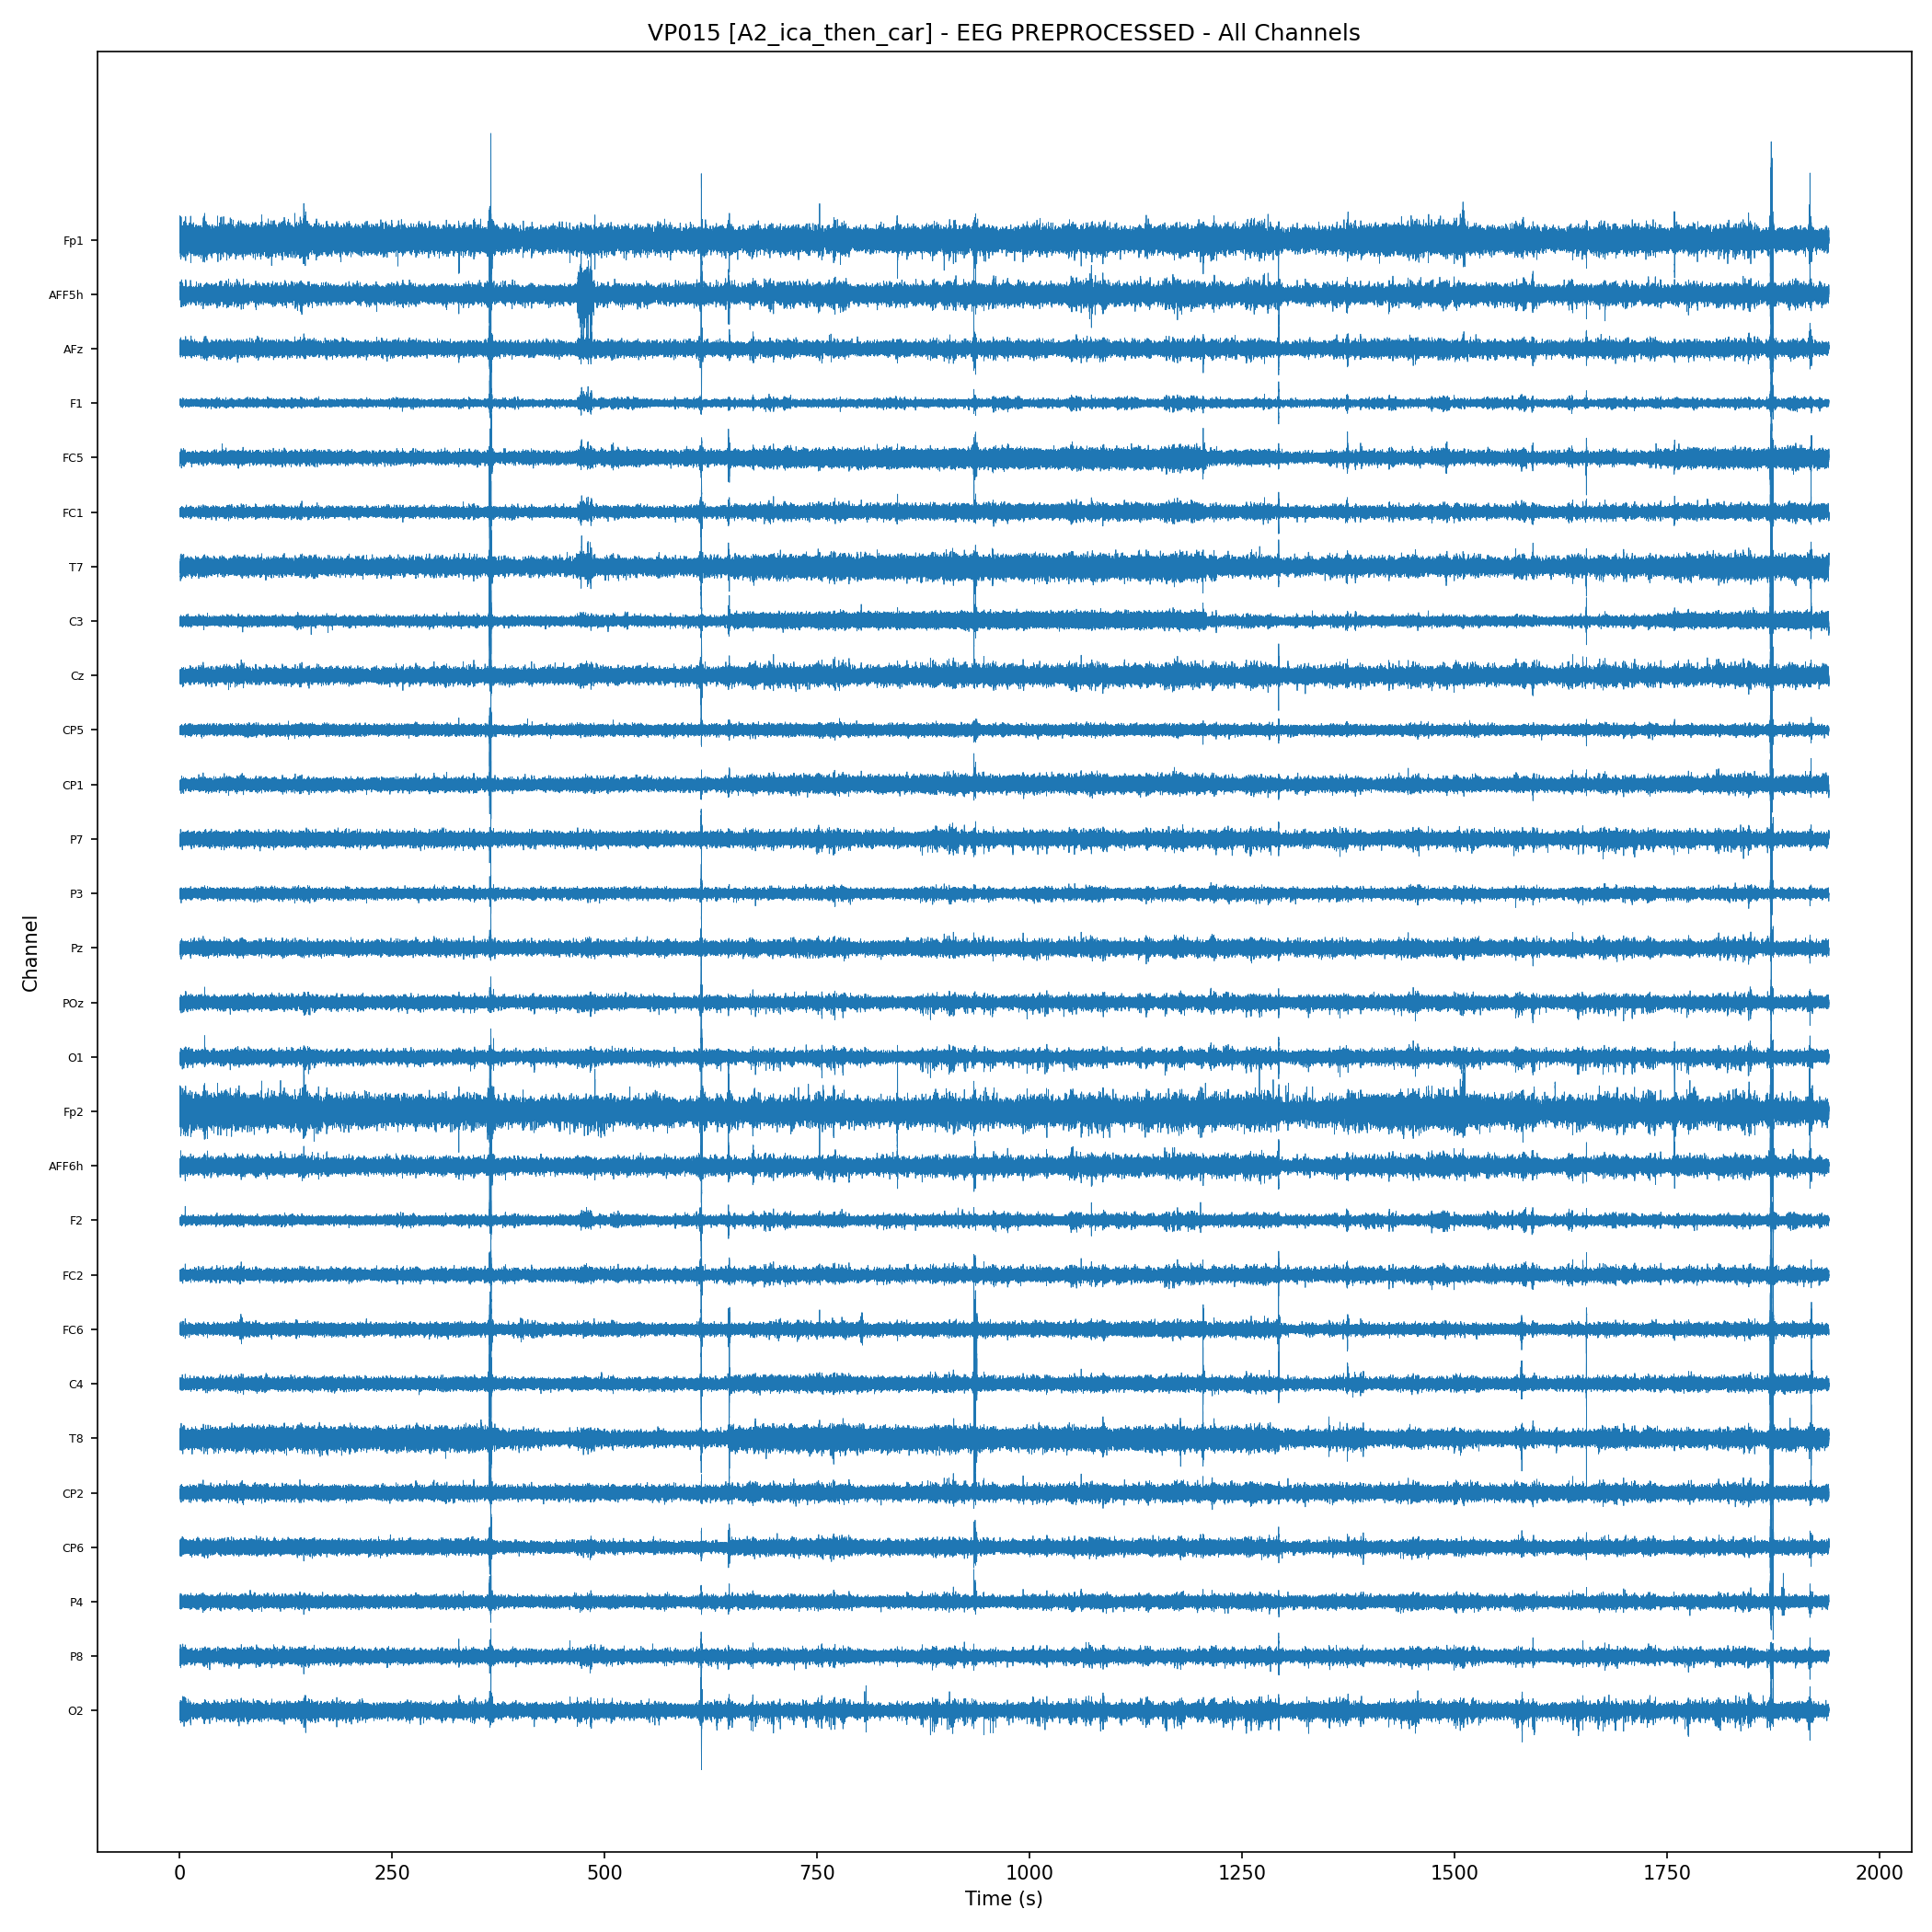 VP015 [A2_ica_then_car] - EEG PREPROCESSED - All Channels
Channel
Fp1
AFF5h
AFz
F1
FC5
FC1
T7
C3
Cz
CP5
CP1
P7
P3
Pz
POz
O1
Fp2
AFF6h
F2
FC2
FC6
C4
T8
CP2
CP6
P4
P8
O2
0 250 500 750 1000 1250 1500 1750 2000
Time (s)